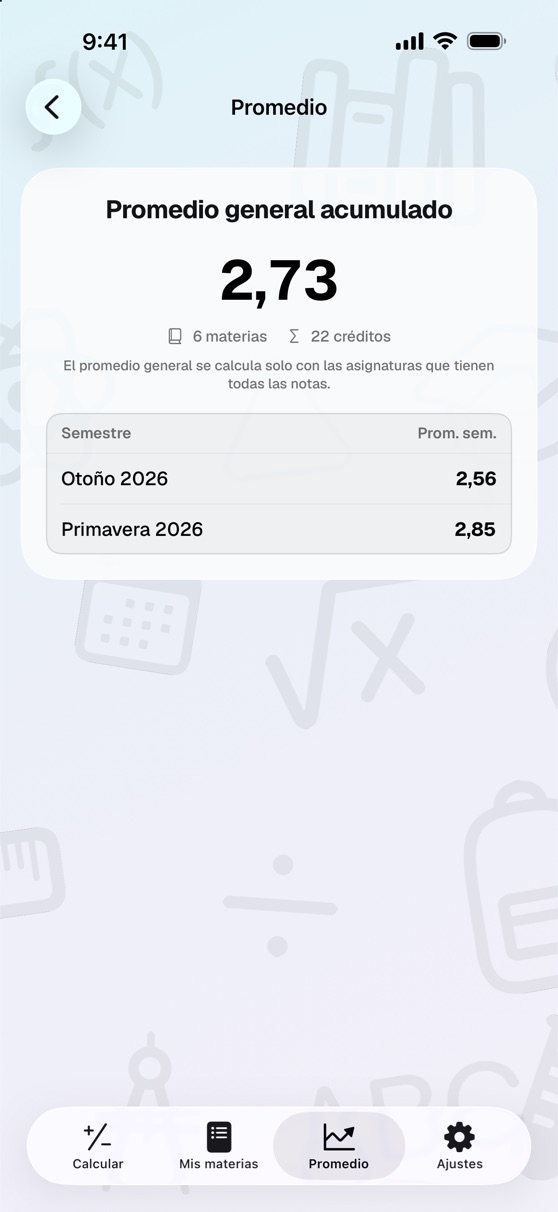 9:41
Promedio
Promedio general acumulado
2,73
6 materias Σ 22 créditos
El promedio general se calcula solo con las asignaturas que tienen
todas las notas.
Semestre Prom. sem.
Otoño 2026 2,56
Primavera 2026 2,85
Calcular Mis materias Promedio Ajustes